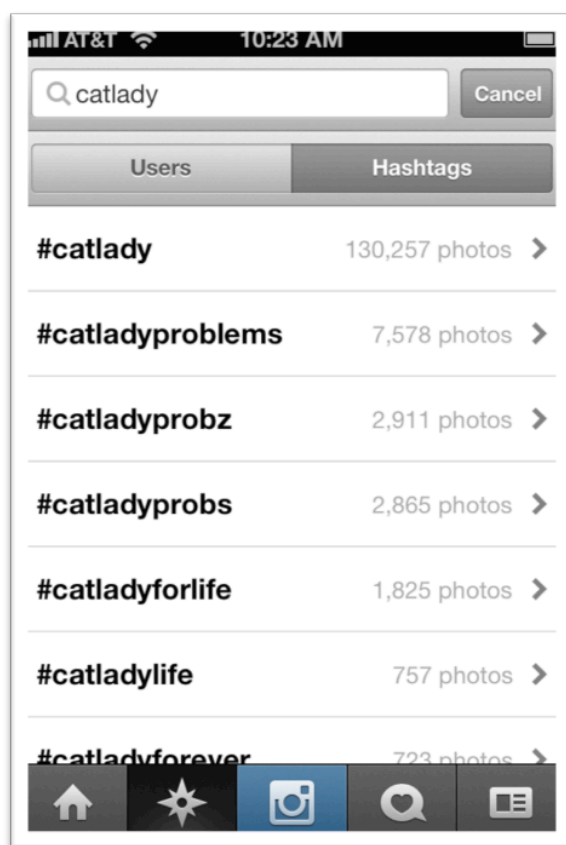 AT&T 10:23 AM
catlady Cancel
Users Hashtags
#catlady 130,257 photos
#catladyproblems 7,578 photos
#catladyprobz 2,911 photos
#catladyprobs 2,865 photos
#catladyforlife 1,825 photos
#catladylife 757 photos
#catladyforever 723 photos